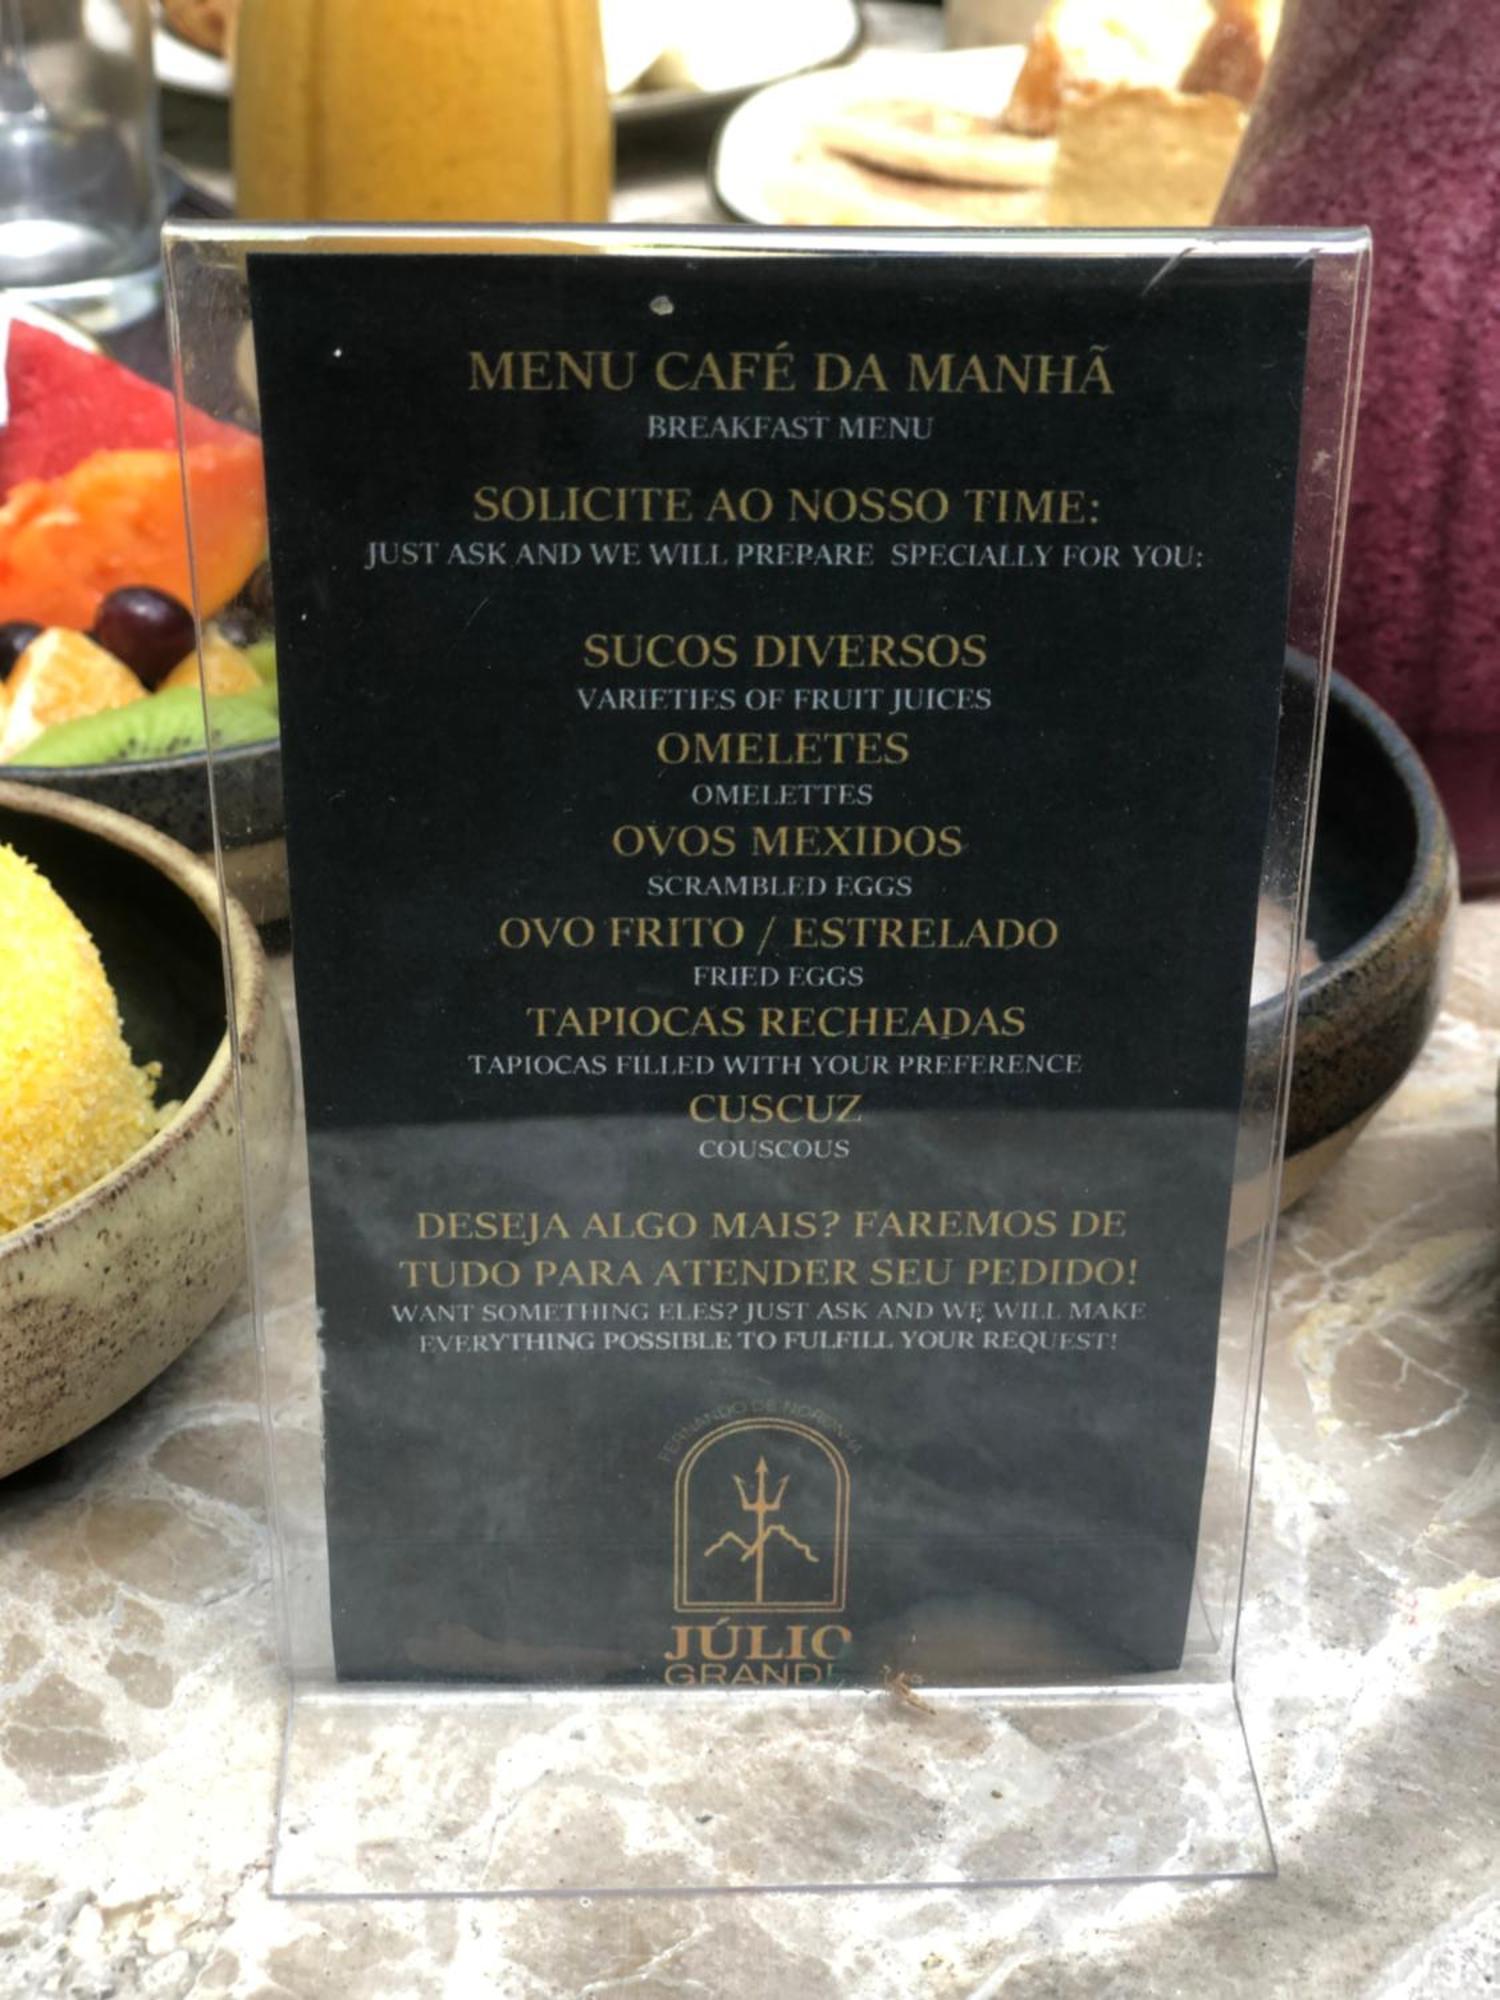 MENU CAFÉ DA MANHÃ
BREAKFAST MENU
SOLICITE AO NOSSO TIME:
JUST ASK AND WE WILL PREPARE SPECIALLY FOR YOU:
SUCOS DIVERSOS
VARIETIES OF FRUIT JUICES
OMELETES
OMELETTES
OVOS MEXIDOS
SCRAMBLED EGGS
OVO FRITO / ESTRELADO
FRIED EGGS
TAPIOCAS RECHEADAS
TAPIOCAS FILLED WITH YOUR PREFERENCE
CUSCUZ
COUSCOUS
DESEJA ALGO MAIS? FAREMOS DE
TUDO PARA ATENDER SEU PEDIDO!
WANT SOMETHING ELES? JUST ASK AND WE WILL MAKE
EVERYTHING POSSIBLE TO FULFILL YOUR REQUEST!
FERNANDO DE NORONHA
JÚLIO
GRAND